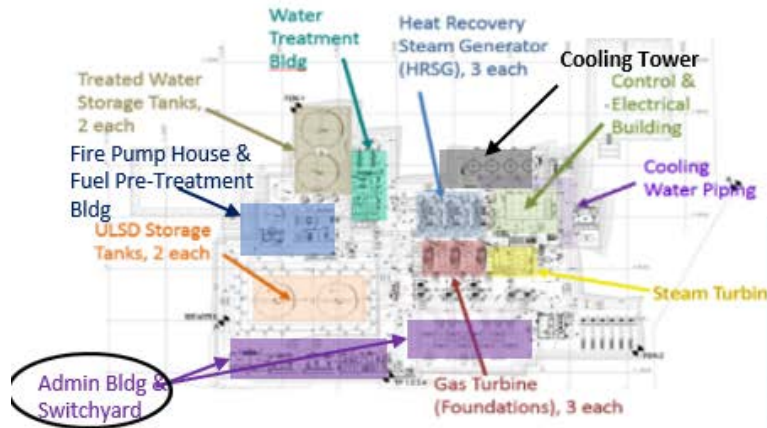 Water
Treatment
Bldg
Heat Recovery
Steam Generator
(HRSG), 3 each
Cooling Tower
Treated Water
Storage Tanks,
2 each
Control &
Electrical
Building
Fire Pump House &
Fuel Pre-Treatment
Bldg
Cooling
Water Piping
ULSD Storage
Tanks, 2 each
Steam Turbin
Admin Bldg &
Switchyard
Gas Turbine
(Foundations), 3 each